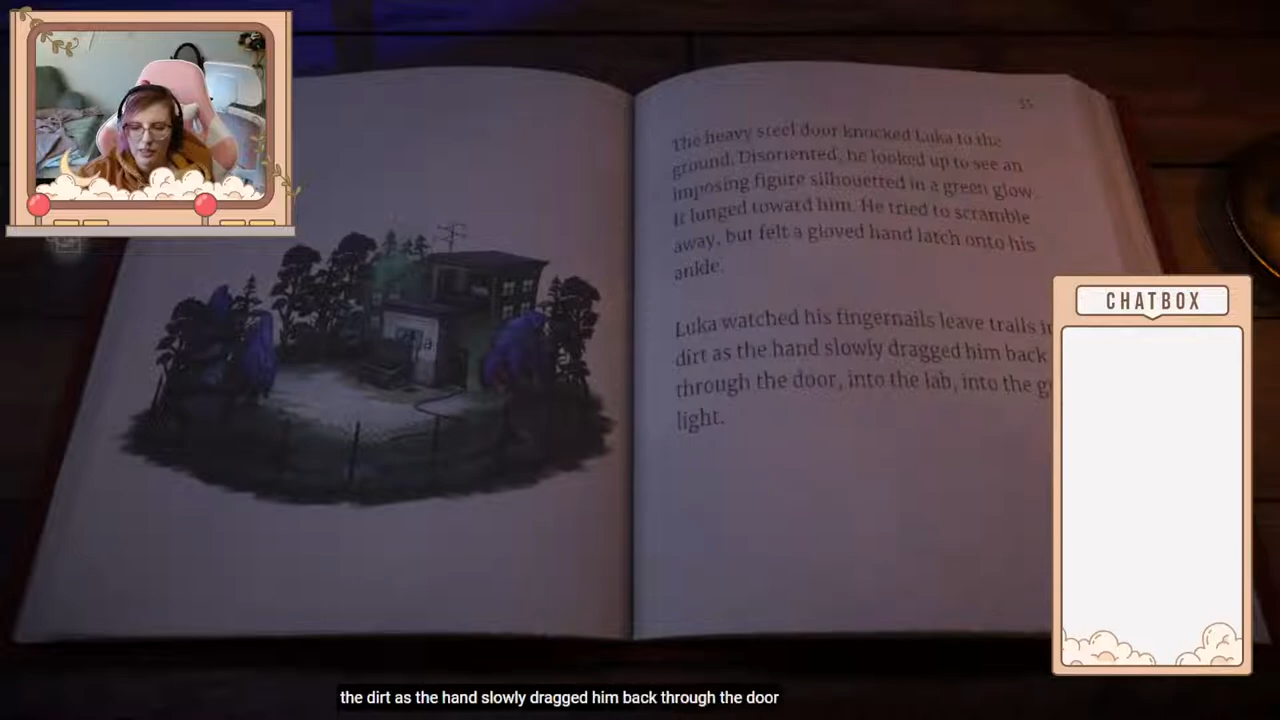 55
The heavy steel door knocked Luka to the
ground. Disoriented, he looked up to see an
imposing figure silhouetted in a green glow.
It lunged toward him. He tried to scramble
away, but felt a gloved hand latch onto his
ankle.
Luka watched his fingernails leave trails
dirt as the hand slowly dragged him back
through the door, into the lab, into the
light.
CHATBOX
the dirt as the hand slowly dragged him back through the door